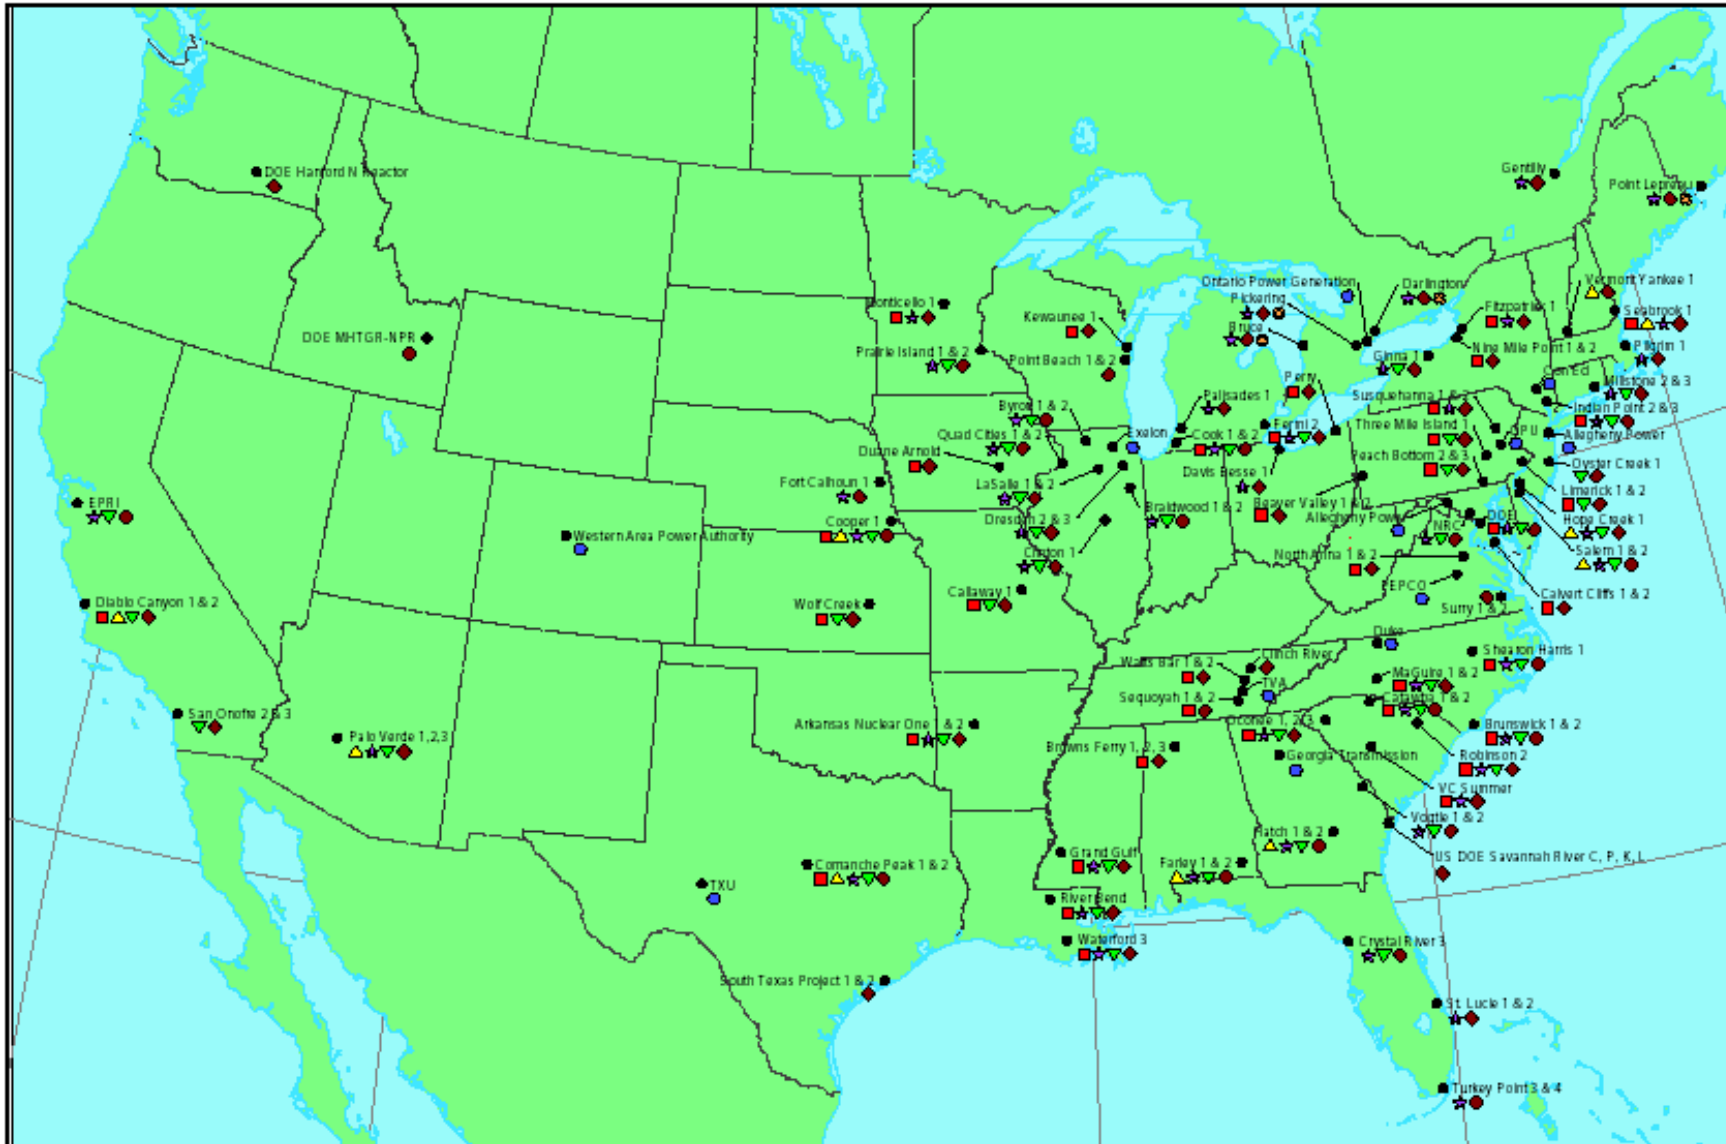 Gentilly
DOE Hanford N Reactor
Point Lepreau
Ontario Power Generation
Darlington
Vermont Yankee 1
Pickering
Monticello 1
Fitzpatrick 1
Seabrook 1
Kewaunee 1
Bruce
DOE MHTGR-NPR
Prairie Island 1 & 2
Point Beach 1 & 2
Ginna 1
Nine Mile Point 1 & 2
Pilgrim 1
Con Ed
Perry
Millstone 2 & 3
Palisades 1
Susquehanna 1 & 2
Byron 1 & 2
Indian Point 2 & 3
Quad Cities 1 & 2
Exelon
Cook 1 & 2
Fermi 2
Three Mile Island 1
GPU
Allegheny Power
Duane Arnold
Peach Bottom 2 & 3
Oyster Creek 1
Davis Besse 1
Fort Calhoun 1
LaSalle 1 & 2
Limerick 1 & 2
EPRI
Braidwood 1 & 2
Beaver Valley 1 & 2
Cooper 1
Dresden 2 & 3
Allegheny Power
NRC
DOE
Hope Creek 1
Western Area Power Authority
Clinton 1
North Anna 1 & 2
Salem 1 & 2
Callaway 1
PEPCO
Calvert Cliffs 1 & 2
Diablo Canyon 1 & 2
Wolf Creek
Surry 1 & 2
Duke
Clinch River
Shearon Harris 1
Watts Bar 1 & 2
TVA
MaGuire 1 & 2
Sequoyah 1 & 2
Catawba 1 & 2
San Onofre 2 & 3
Palo Verde 1,2,3
Arkansas Nuclear One 1 & 2
Oconee 1, 2, 3
Brunswick 1 & 2
Browns Ferry 1, 2, 3
Georgia Transmission
Robinson 2
VC Summer
Vogtle 1 & 2
Hatch 1 & 2
Grand Gulf
Farley 1 & 2
US DOE Savannah River C, P, K, L
Comanche Peak 1 & 2
TXU
River Bend
Waterford 3
Crystal River 3
South Texas Project 1 & 2
St. Lucie 1 & 2
Turkey Point 3 & 4